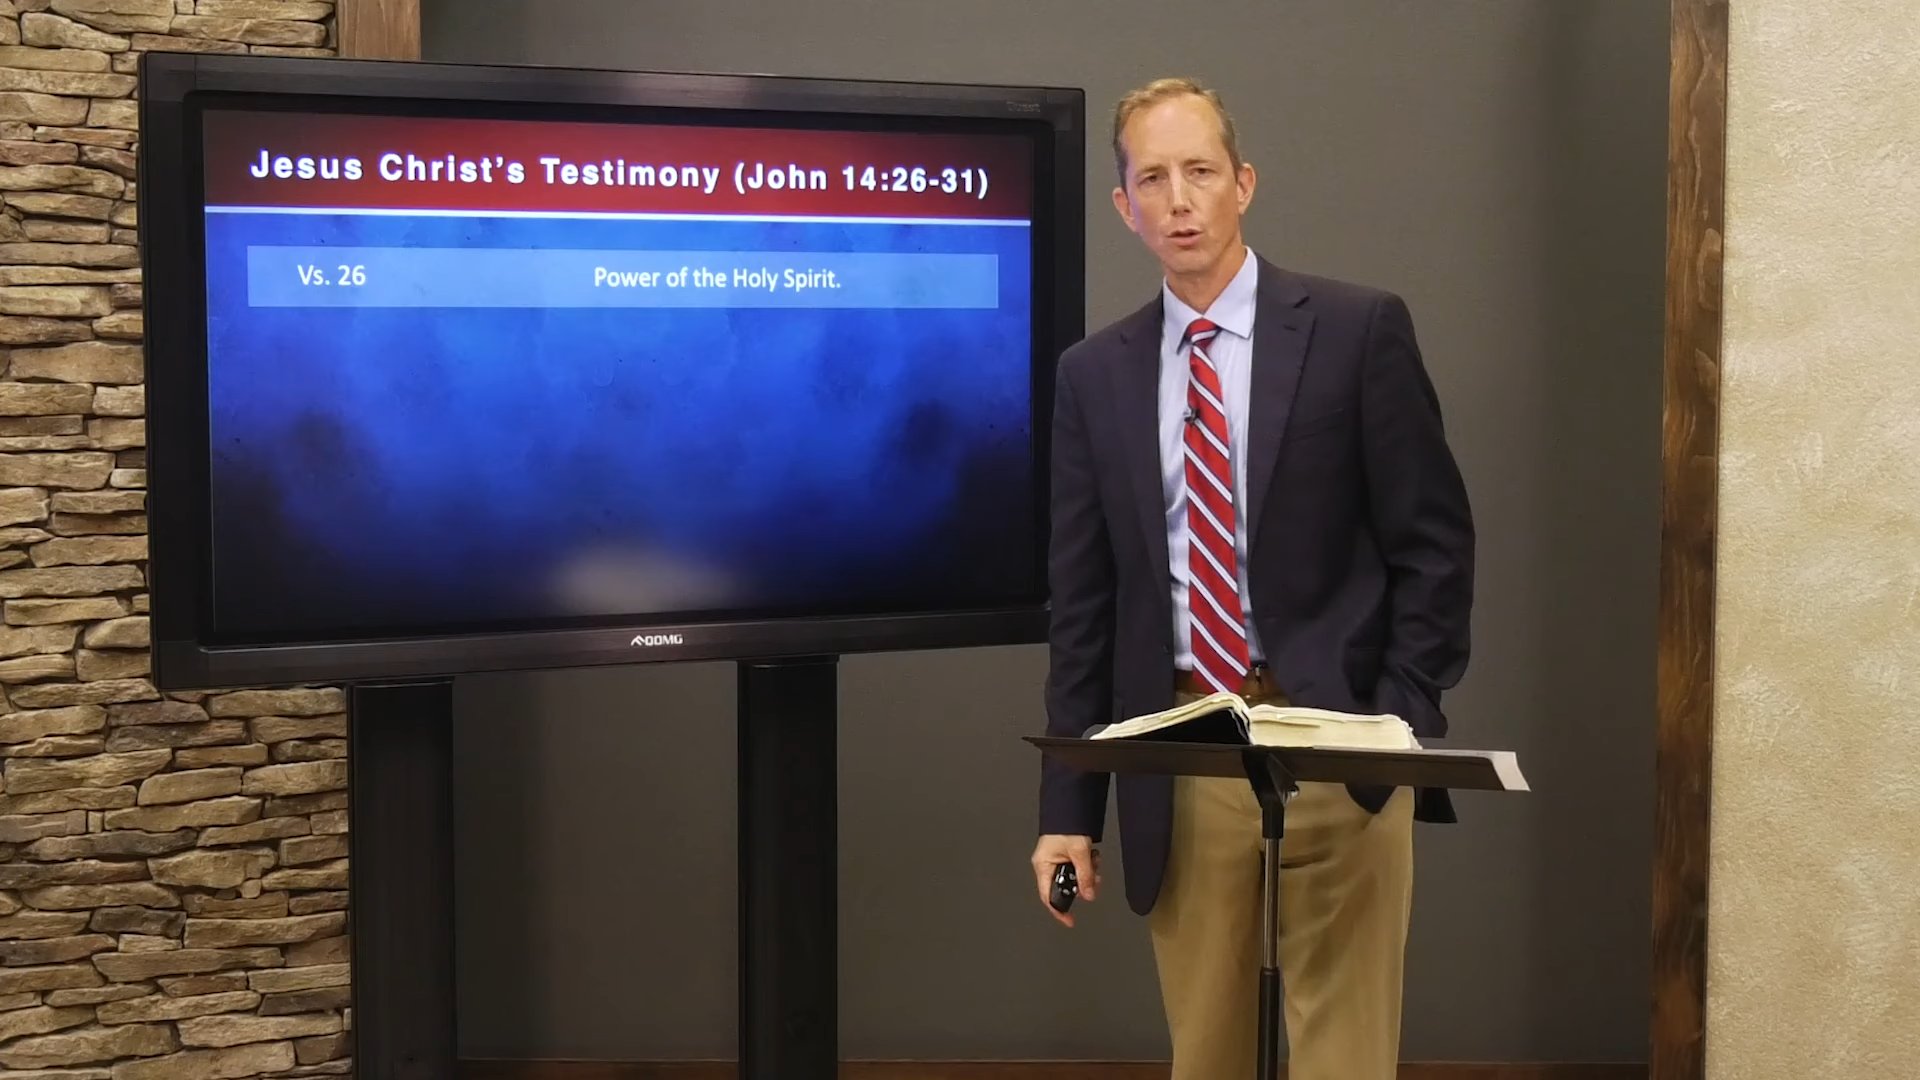 Jesus Christ's Testimony (John 14:26-31)
Vs. 26 Power of the Holy Spirit.